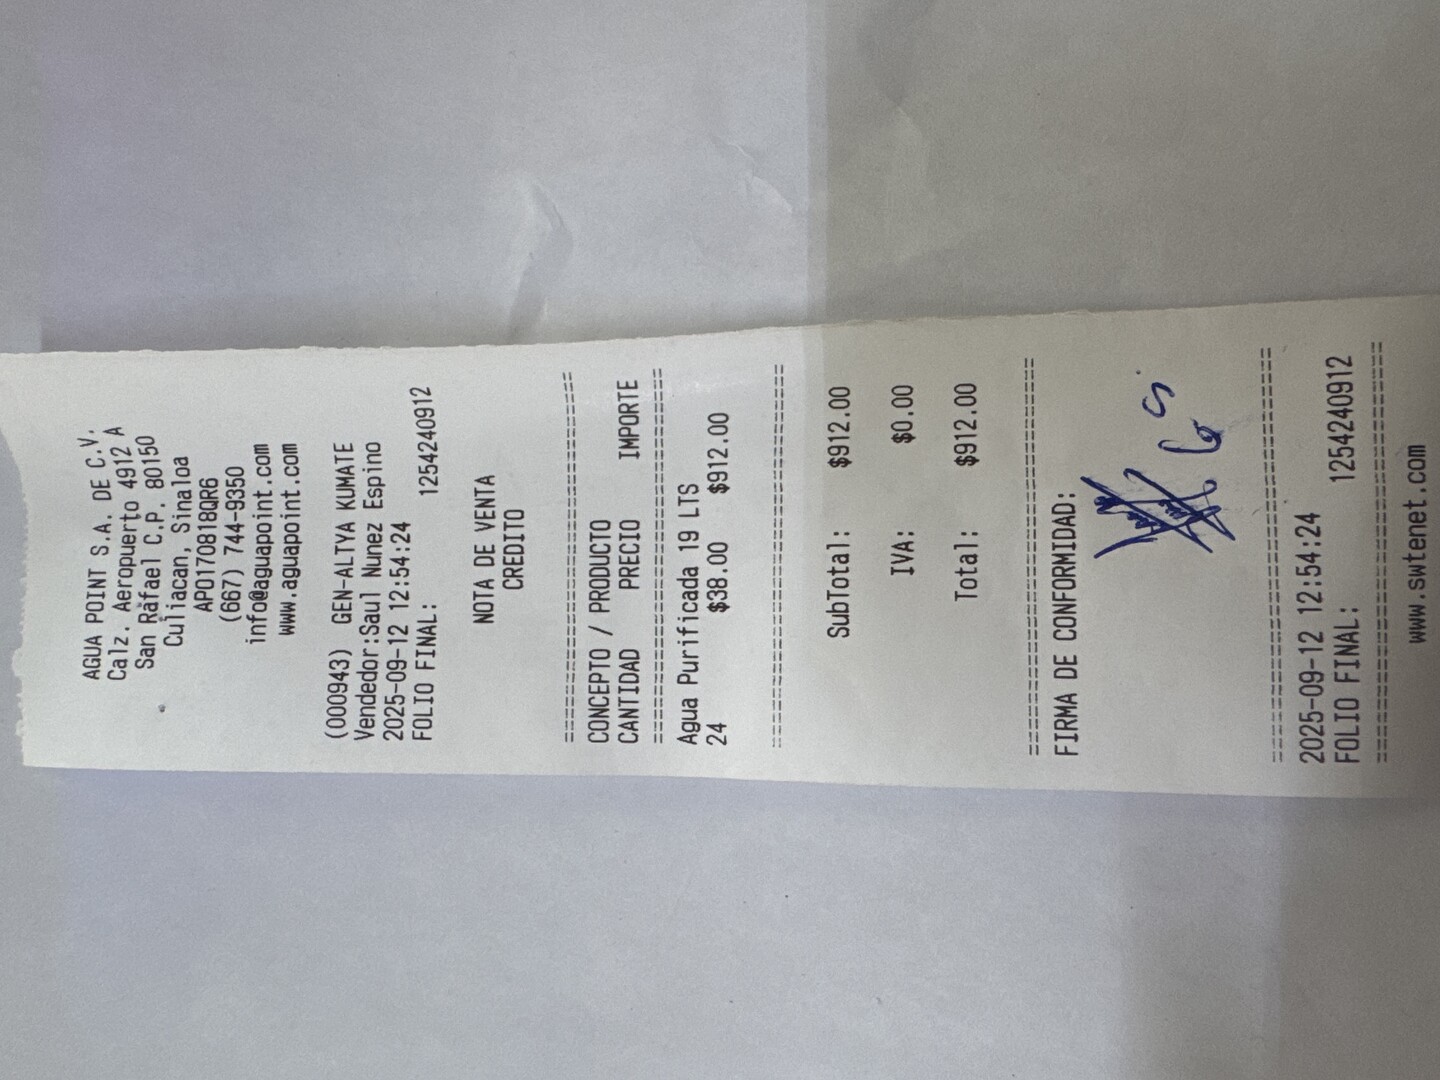 AGUA POINT S.A. DE C.V.
Calz. Aeropuerto 4912 A
San Rafael C.P. 80150
Culiacan, Sinaloa
APO170818QR6
(667) 744-9350
info@aguapoint.com
www.aguapoint.com
(000943) GEN-ALTYA KUMATE
Vendedor:Saul Nunez Espino
2025-09-12 12:54:24
FOLIO FINAL: 1254240912
NOTA DE VENTA
CREDITO
==============================
CONCEPTO / PRODUCTO
CANTIDAD PRECIO IMPORTE
==============================
Agua Purificada 19 LTS
24 $38.00 $912.00
==============================
SubTotal: $912.00
IVA: $0.00
Total: $912.00
==============================
FIRMA DE CONFORMIDAD:
==============================
2025-09-12 12:54:24
FOLIO FINAL: 1254240912
==============================
www.swtenet.com